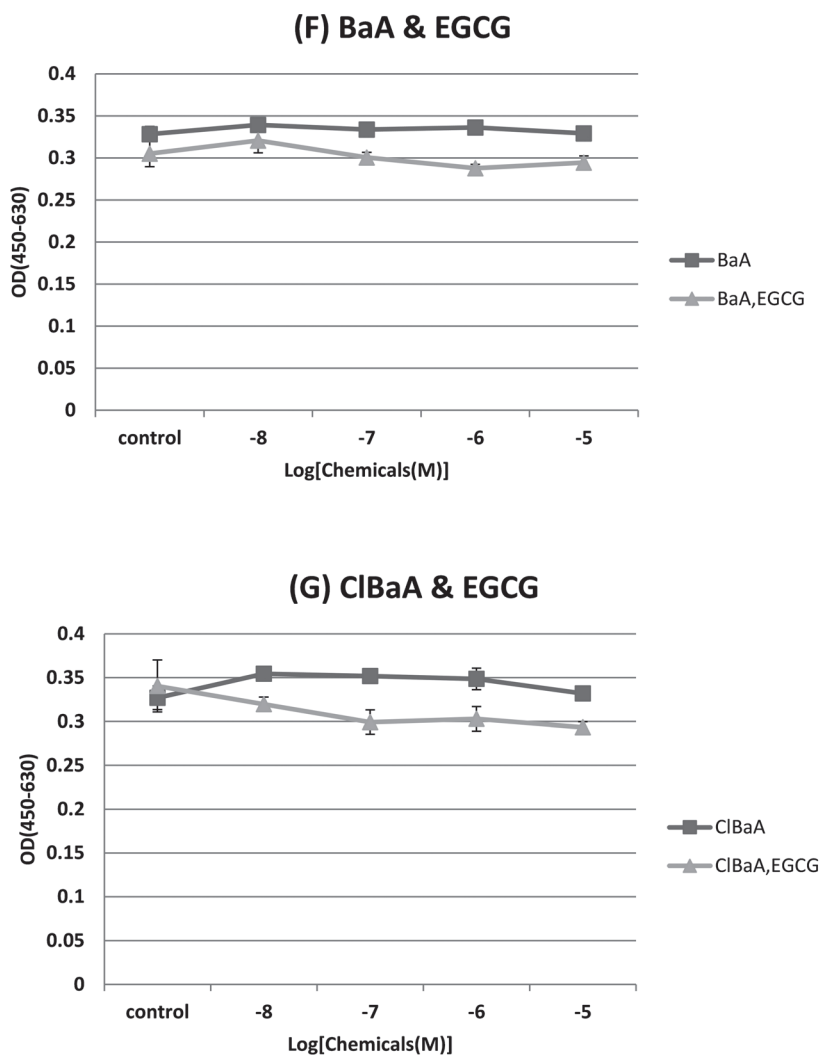 (F) BaA & EGCG
0.4
0.35
0.3
0.25
0.2
0.15
0.1
0.05
0
OD(450-630)
control -8 -7 -6 -5
Log[Chemicals(M)]
BaA
BaA,EGCG
(G) ClBaA & EGCG
0.4
0.35
0.3
0.25
0.2
0.15
0.1
0.05
0
OD(450-630)
control -8 -7 -6 -5
Log[Chemicals(M)]
ClBaA
ClBaA,EGCG